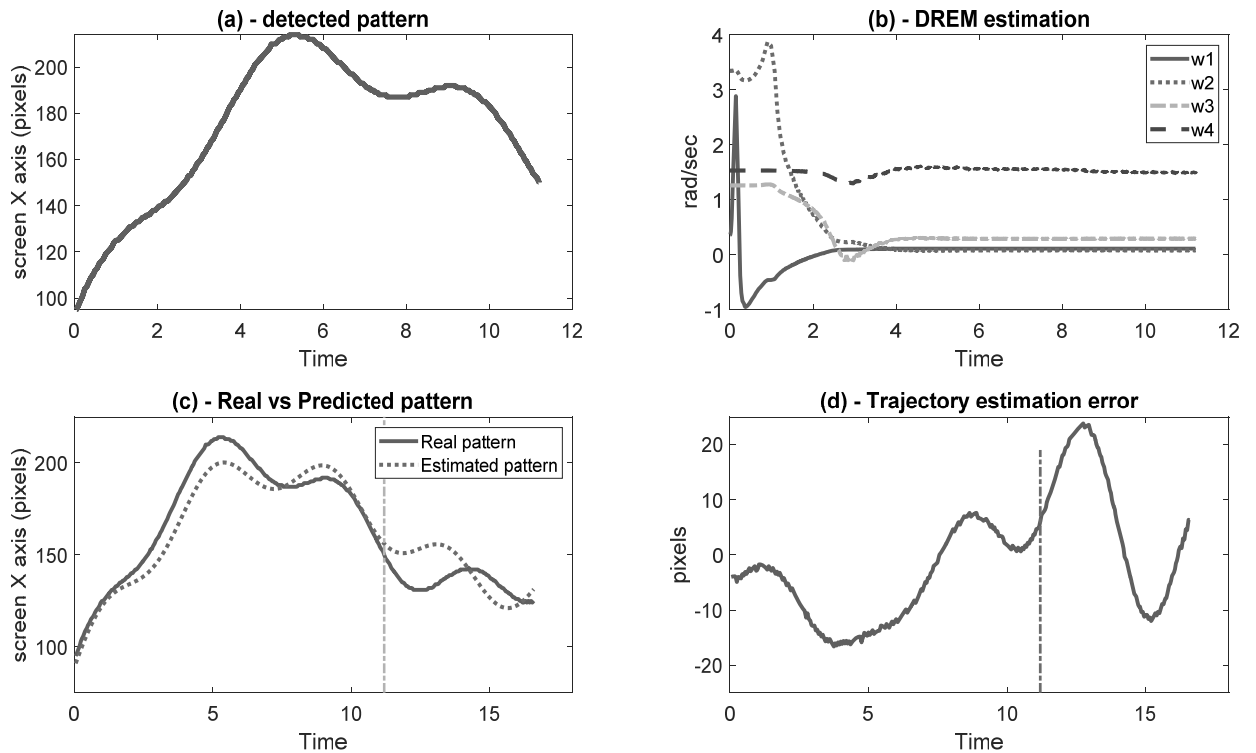 (a) - detected pattern
screen X axis (pixels)
200
180
160
140
120
100
0 2 4 6 8 10 12
Time
(b) - DREM estimation
rad/sec
4
3
2
1
0
-1
0 2 4 6 8 10 12
Time
w1
w2
w3
w4
(c) - Real vs Predicted pattern
screen X axis (pixels)
200
150
100
0 5 10 15
Time
Real pattern
Estimated pattern
(d) - Trajectory estimation error
pixels
20
10
0
-10
-20
0 5 10 15
Time